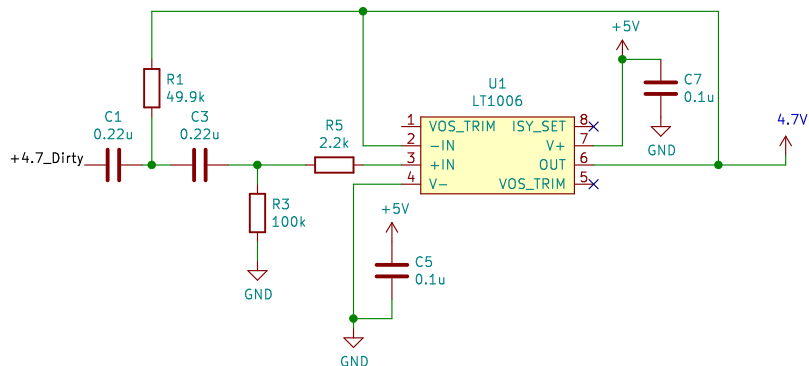 +5V
R1
49.9k
U1
LT1006
C7
0.1u
C1
0.22u
C3
0.22u
R5
2.2k
1
VOS_TRIM
ISY_SET
8
4.7V
2
-IN
V+
7
GND
+4.7_Dirty
3
+IN
OUT
6
4
V-
VOS_TRIM
5
R3
100k
+5V
C5
0.1u
GND
GND